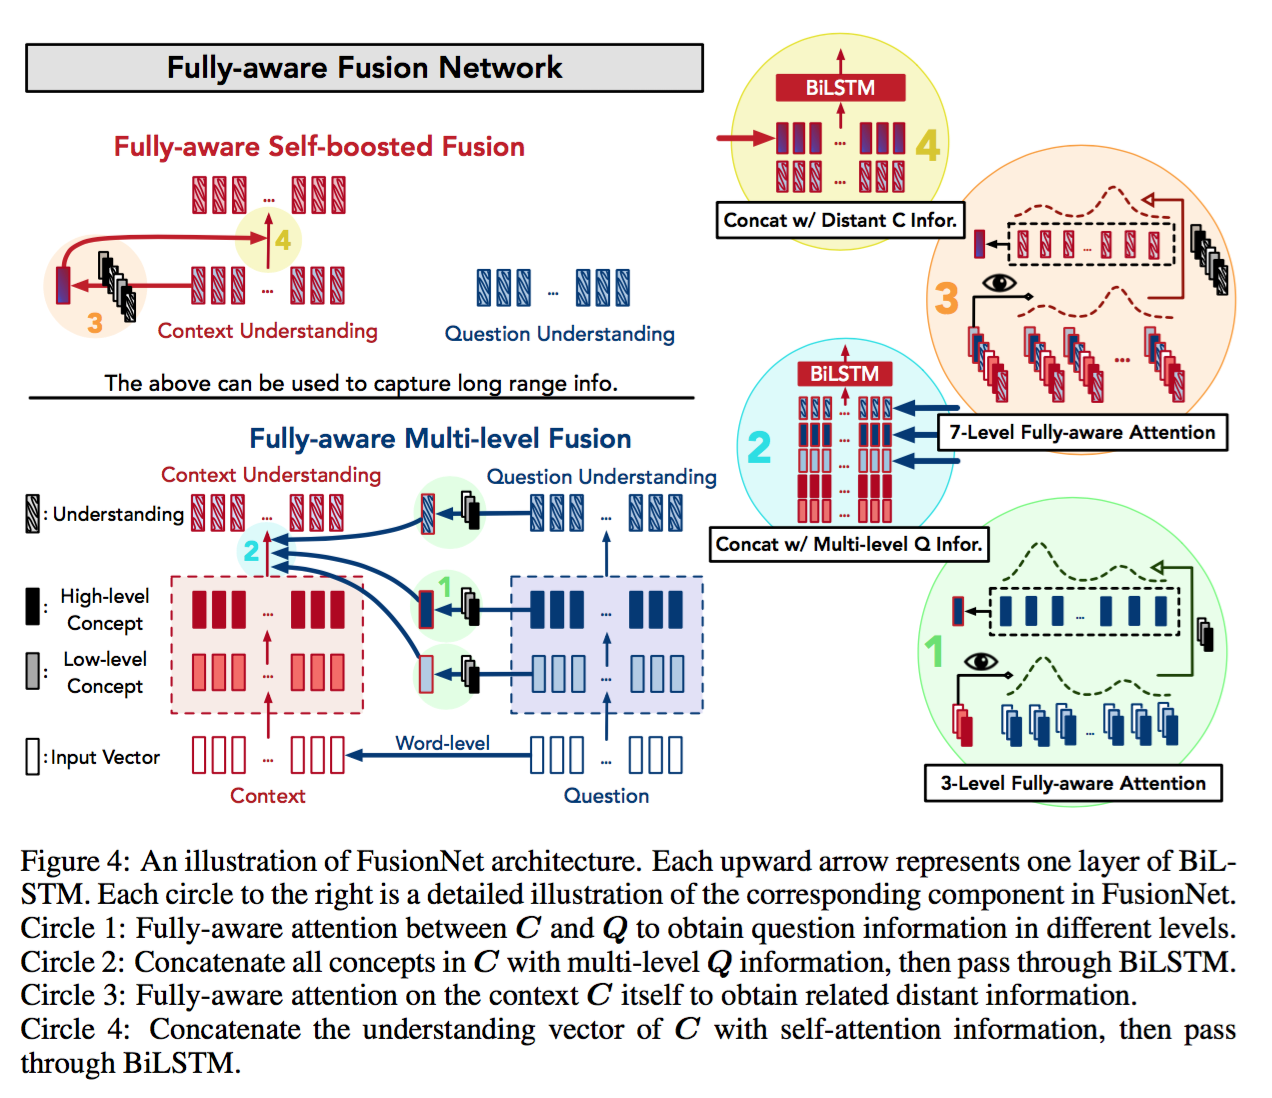 Fully-aware Fusion Network
Fully-aware Self-boosted Fusion
...
4
3
...
...
Context Understanding
Question Understanding
The above can be used to capture long range info.
Fully-aware Multi-level Fusion
Context Understanding
Question Understanding
: Understanding
...
...
2
1
: High-level
Concept
...
...
: Low-level
Concept
...
...
: Input Vector
...
Word-level
...
Context
Question
BiLSTM
...
4
...
Concat w/ Distant C Infor.
...
3
...
7-Level Fully-aware Attention
BiLSTM
...
2
...
...
...
...
Concat w/ Multi-level Q Infor.
...
1
...
3-Level Fully-aware Attention
Figure 4: An illustration of FusionNet architecture. Each upward arrow represents one layer of BiL-
STM. Each circle to the right is a detailed illustration of the corresponding component in FusionNet.
Circle 1: Fully-aware attention between C and Q to obtain question information in different levels.
Circle 2: Concatenate all concepts in C with multi-level Q information, then pass through BiLSTM.
Circle 3: Fully-aware attention on the context C itself to obtain related distant information.
Circle 4: Concatenate the understanding vector of C with self-attention information, then pass
through BiLSTM.